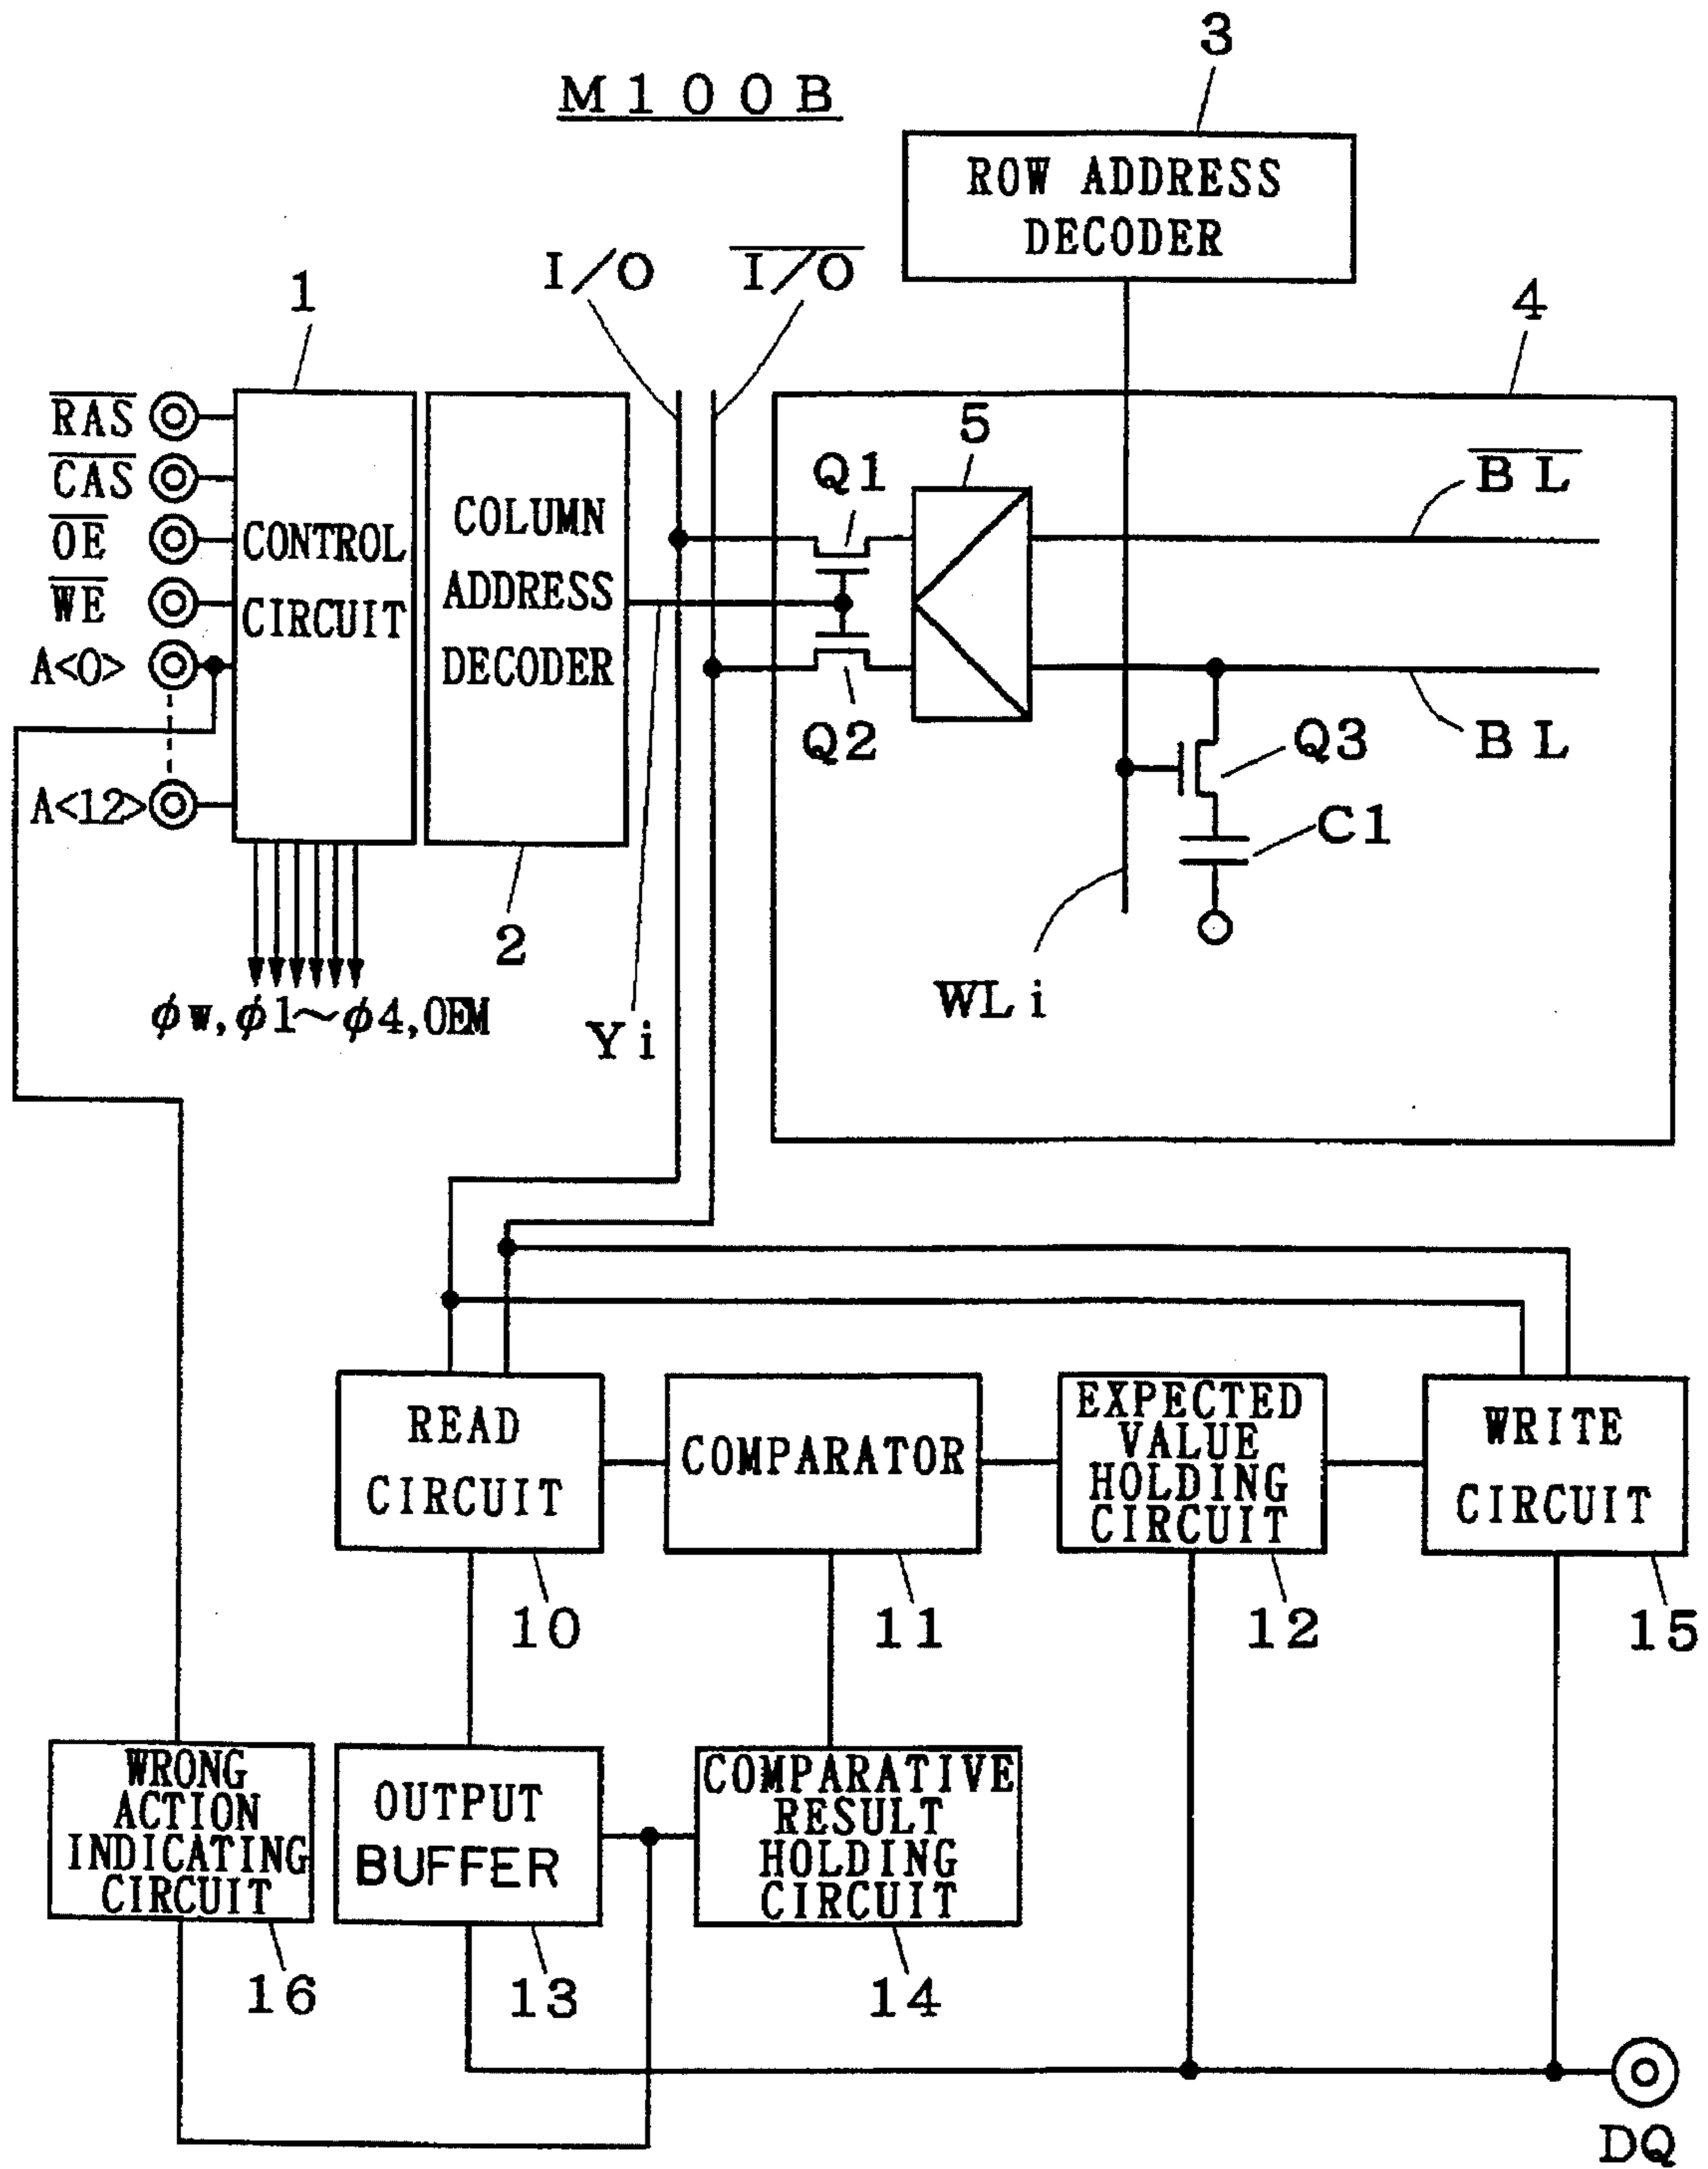 M100B
3
ROW ADDRESS
DECODER
I/O
I/O
1
4
RAS
CAS
OE
WE
A<0>
A<12>
CONTROL
CIRCUIT
COLUMN
ADDRESS
DECODER
5
Q1
Q2
BL
BL
Q3
C1
2
WLi
Yi
φw,φ1~φ4,OEM
READ
CIRCUIT
COMPARATOR
EXPECTED
VALUE
HOLDING
CIRCUIT
WRITE
CIRCUIT
10
11
12
15
WRONG
ACTION
INDICATING
CIRCUIT
OUTPUT
BUFFER
COMPARATIVE
RESULT
HOLDING
CIRCUIT
16
13
14
DQ